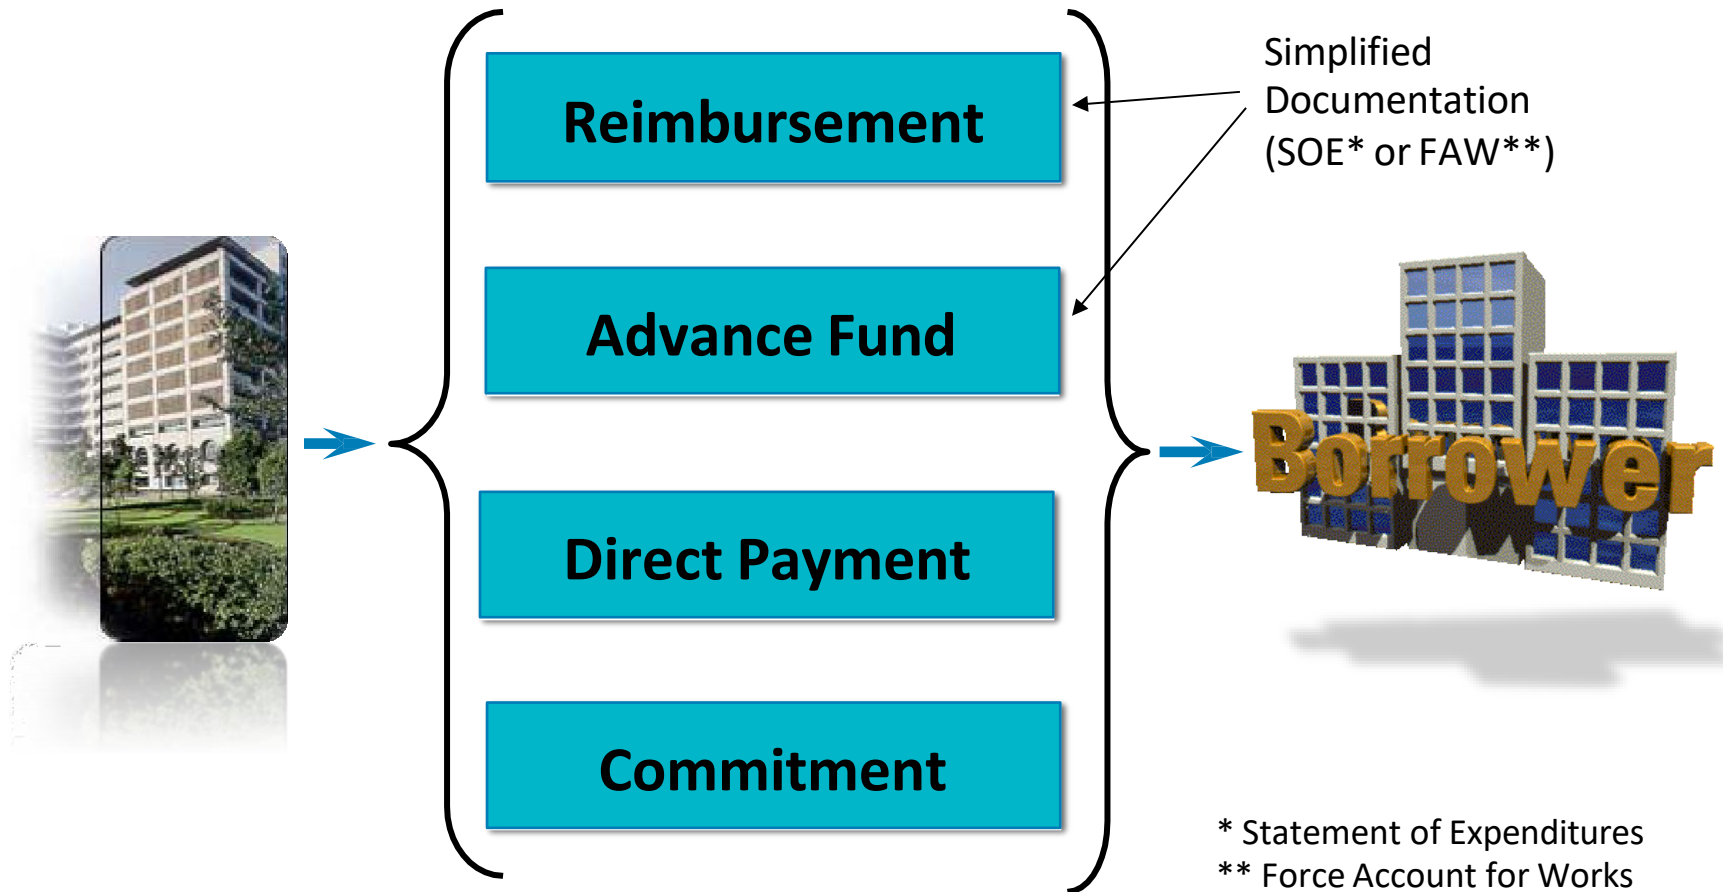 Reimbursement
Simplified
Documentation
(SOE* or FAW**)
Advance Fund
Borrower
Direct Payment
Commitment
* Statement of Expenditures
** Force Account for Works